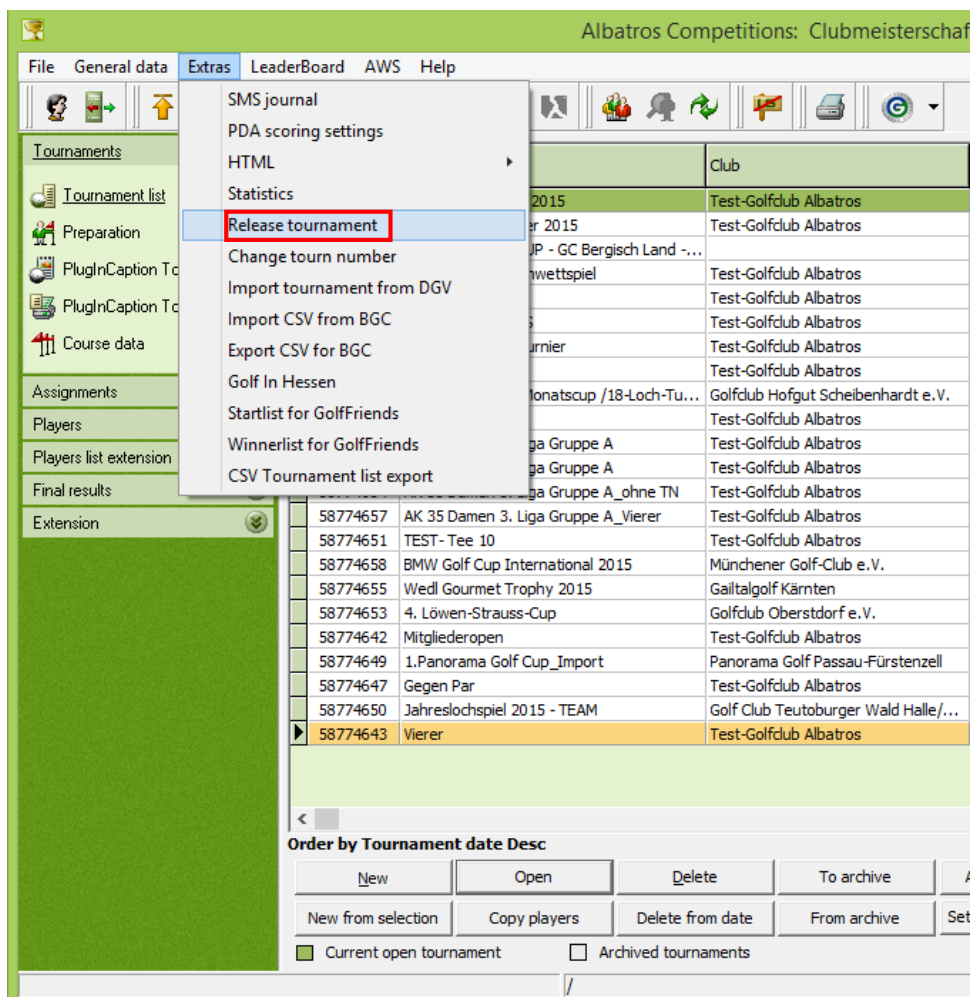 Albatros Competitions: Clubmeisterschaf
File General data Extras LeaderBoard AWS Help
SMS journal
PDA scoring settings
HTML
Statistics
Release tournament
Change tourn number
Import tournament from DGV
Import CSV from BGC
Export CSV for BGC
Golf In Hessen
Startlist for GolfFriends
Winnerlist for GolfFriends
CSV Tournament list export
Tournaments
Tournament list
Preparation
PlugInCaption To
PlugInCaption To
Course data
Assignments
Players
Players list extension
Final results
Extension
Club
2015 Test-Golfclub Albatros
er 2015 Test-Golfclub Albatros
UP - GC Bergisch Land -...
wettspiel Test-Golfclub Albatros
Test-Golfclub Albatros
Test-Golfclub Albatros
urnier Test-Golfclub Albatros
Test-Golfclub Albatros
Monatscup /18-Loch-Tu... Golfclub Hofgut Scheibenhardt e.V.
Test-Golfclub Albatros
ga Gruppe A Test-Golfclub Albatros
ga Gruppe A Test-Golfclub Albatros
ga Gruppe A_ohne TN Test-Golfclub Albatros
58774657 AK 35 Damen 3. Liga Gruppe A_Vierer Test-Golfclub Albatros
58774651 TEST- Tee 10 Test-Golfclub Albatros
58774658 BMW Golf Cup International 2015 Münchener Golf-Club e.V.
58774655 Wedl Gourmet Trophy 2015 Gailtalgolf Kärnten
58774653 4. Löwen-Strauss-Cup Golfclub Oberstdorf e.V.
58774642 Mitgliederopen Test-Golfclub Albatros
58774649 1.Panorama Golf Cup_Import Panorama Golf Passau-Fürstenzell
58774647 Gegen Par Test-Golfclub Albatros
58774650 Jahreslochspiel 2015 - TEAM Golf Club Teutoburger Wald Halle/...
58774643 Vierer Test-Golfclub Albatros
Order by Tournament date Desc
New Open Delete To archive A
New from selection Copy players Delete from date From archive Set
Current open tournament Archived tournaments
/